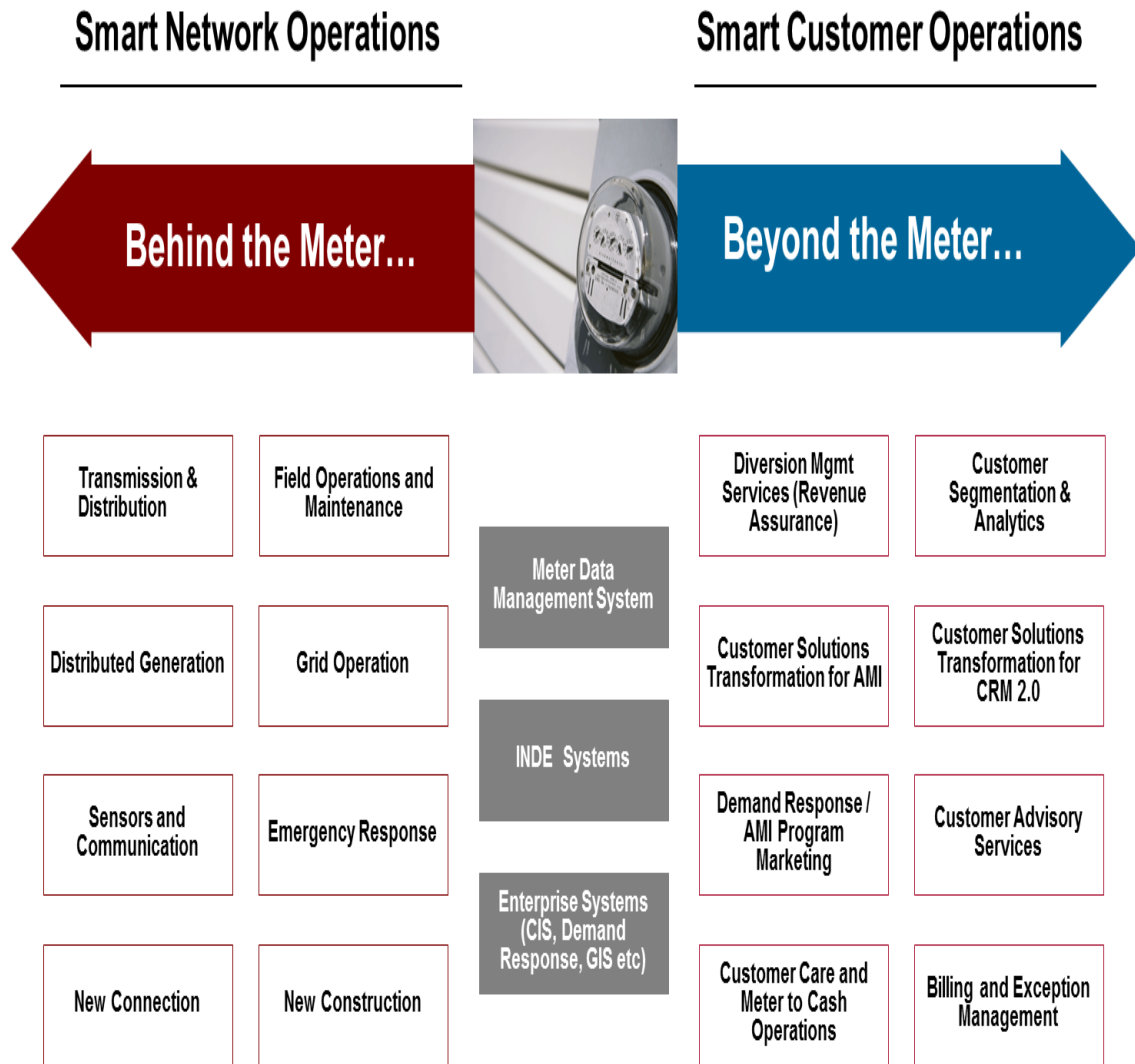 Smart Network Operations
Smart Customer Operations
Behind the Meter...
Beyond the Meter...
Transmission &
Distribution
Field Operations and
Maintenance
Distributed Generation
Grid Operation
Sensors and
Communication
Emergency Response
New Connection
New Construction
Meter Data
Management System
INDE Systems
Enterprise Systems
(CIS, Demand
Response, GIS etc)
Diversion Mgmt
Services (Revenue
Assurance)
Customer
Segmentation &
Analytics
Customer Solutions
Transformation for AMI
Customer Solutions
Transformation for
CRM 2.0
Demand Response /
AMI Program
Marketing
Customer Advisory
Services
Customer Care and
Meter to Cash
Operations
Billing and Exception
Management